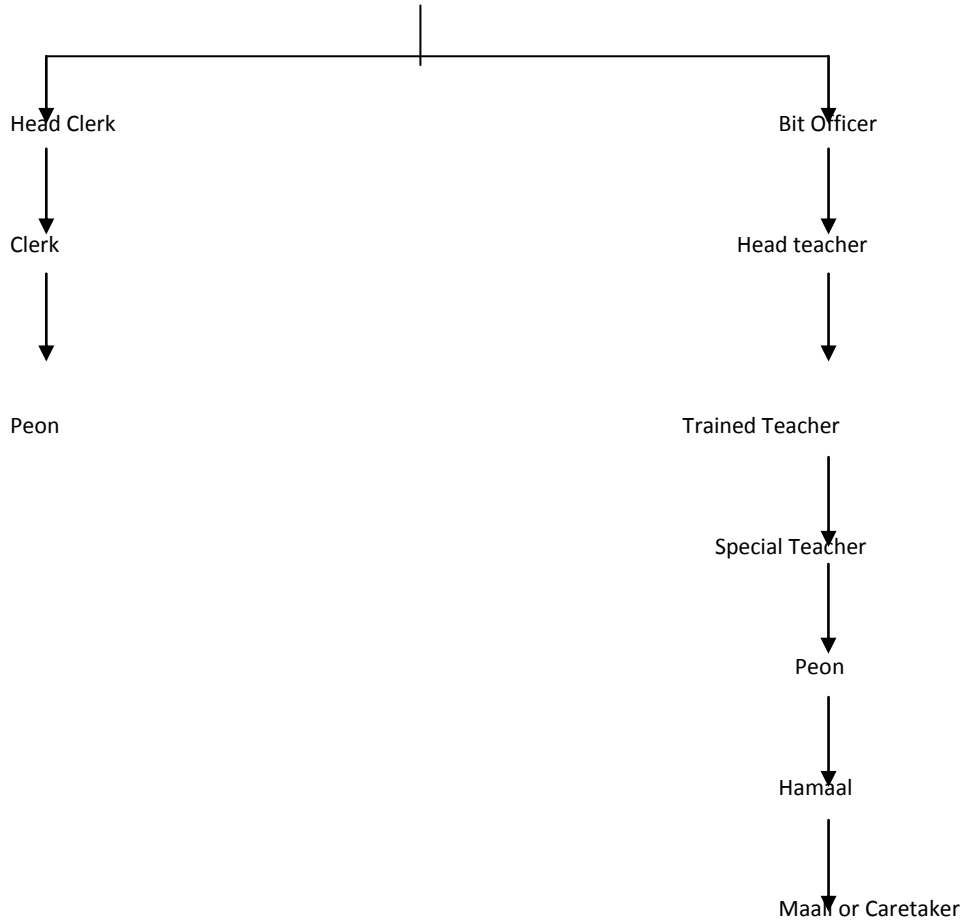 Head Clerk Bit Officer
Clerk Head teacher
Peon Trained Teacher
Special Teacher
Peon
Hamaal
Maali or Caretaker